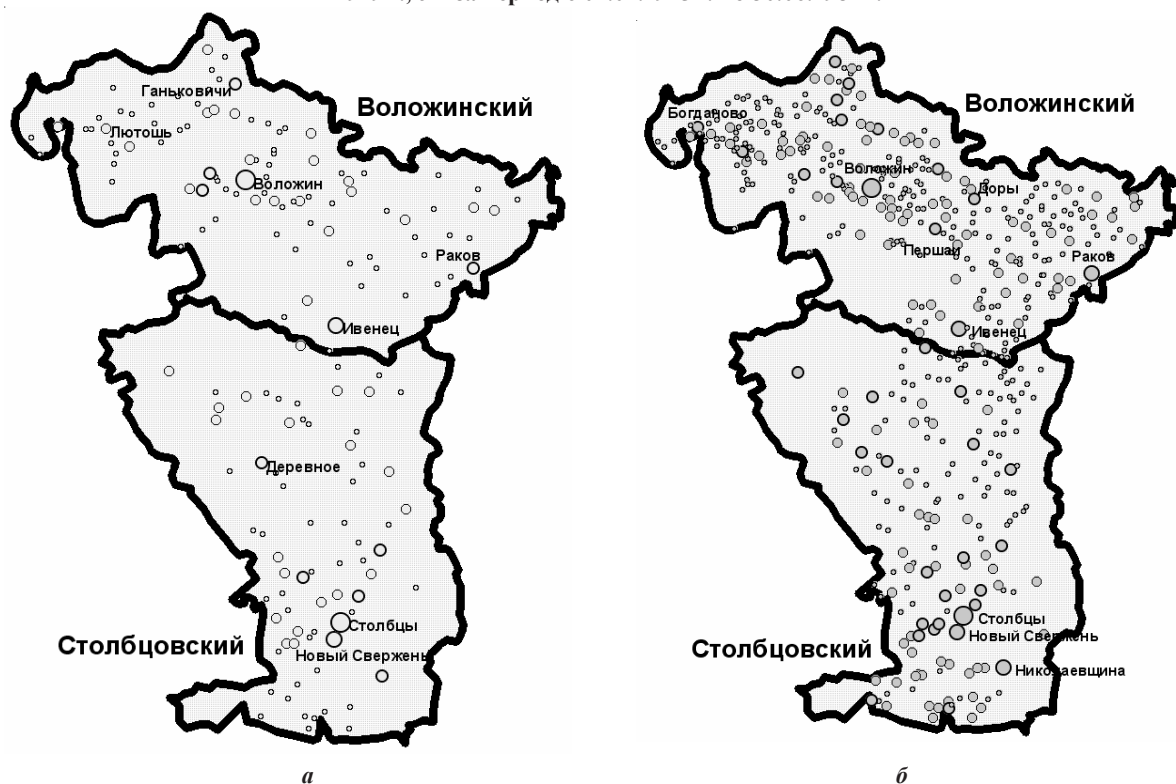 Ганьковичи
Лютошь
Воложинский
Воложин
Раков
Ивенец
Деревное
Столбцы
Столбцовский
Новый Свержень
а
Богданово
Воложинский
Воложин
Доры
Першаи
Раков
Ивенец
Столбцы
Новый Свержень
Столбцовский
Николаевщина
б